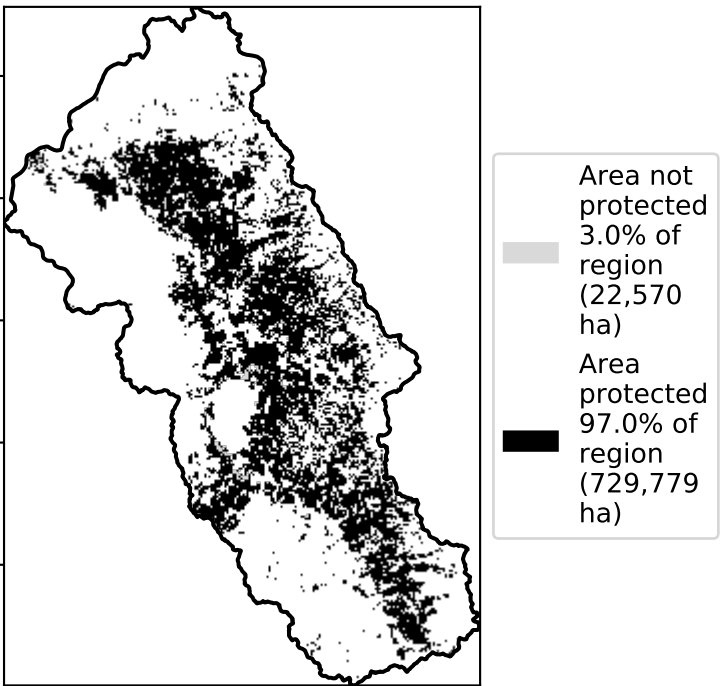 Area not
protected
3.0% of
region
(22,570
ha)
Area
protected
97.0% of
region
(729,779
ha)